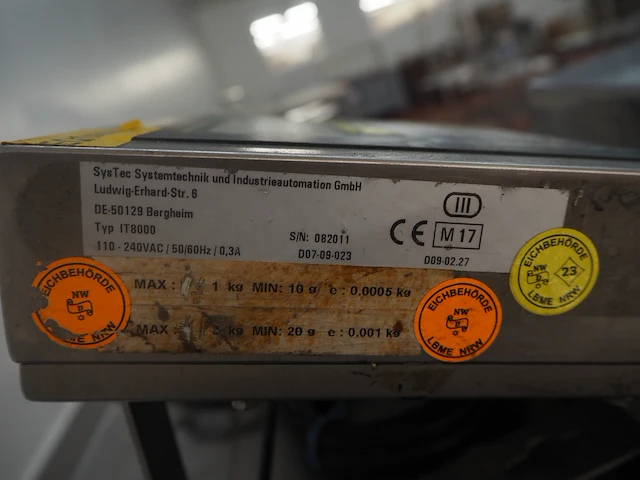 SysTec Systemtechnik und Industrieautomation GmbH
Ludwig-Erhard-Str. 6
DE-50129 Bergheim
Typ IT8000
110 - 240VAC / 50/60Hz / 0,3A
S/N: 082011
D07-09-023
III
CE M17
D09-02.27
MAX : 1 kg MIN: 10 g e : 0.0005 kg
MAX : kg MIN: 20 g e : 0.001 kg
EICHBEHÖRDE
NW
LBME NRW
EICHBEHÖRDE
NW
LBME NRW
EICHBEHÖRDE
NW 23
LBME NRW